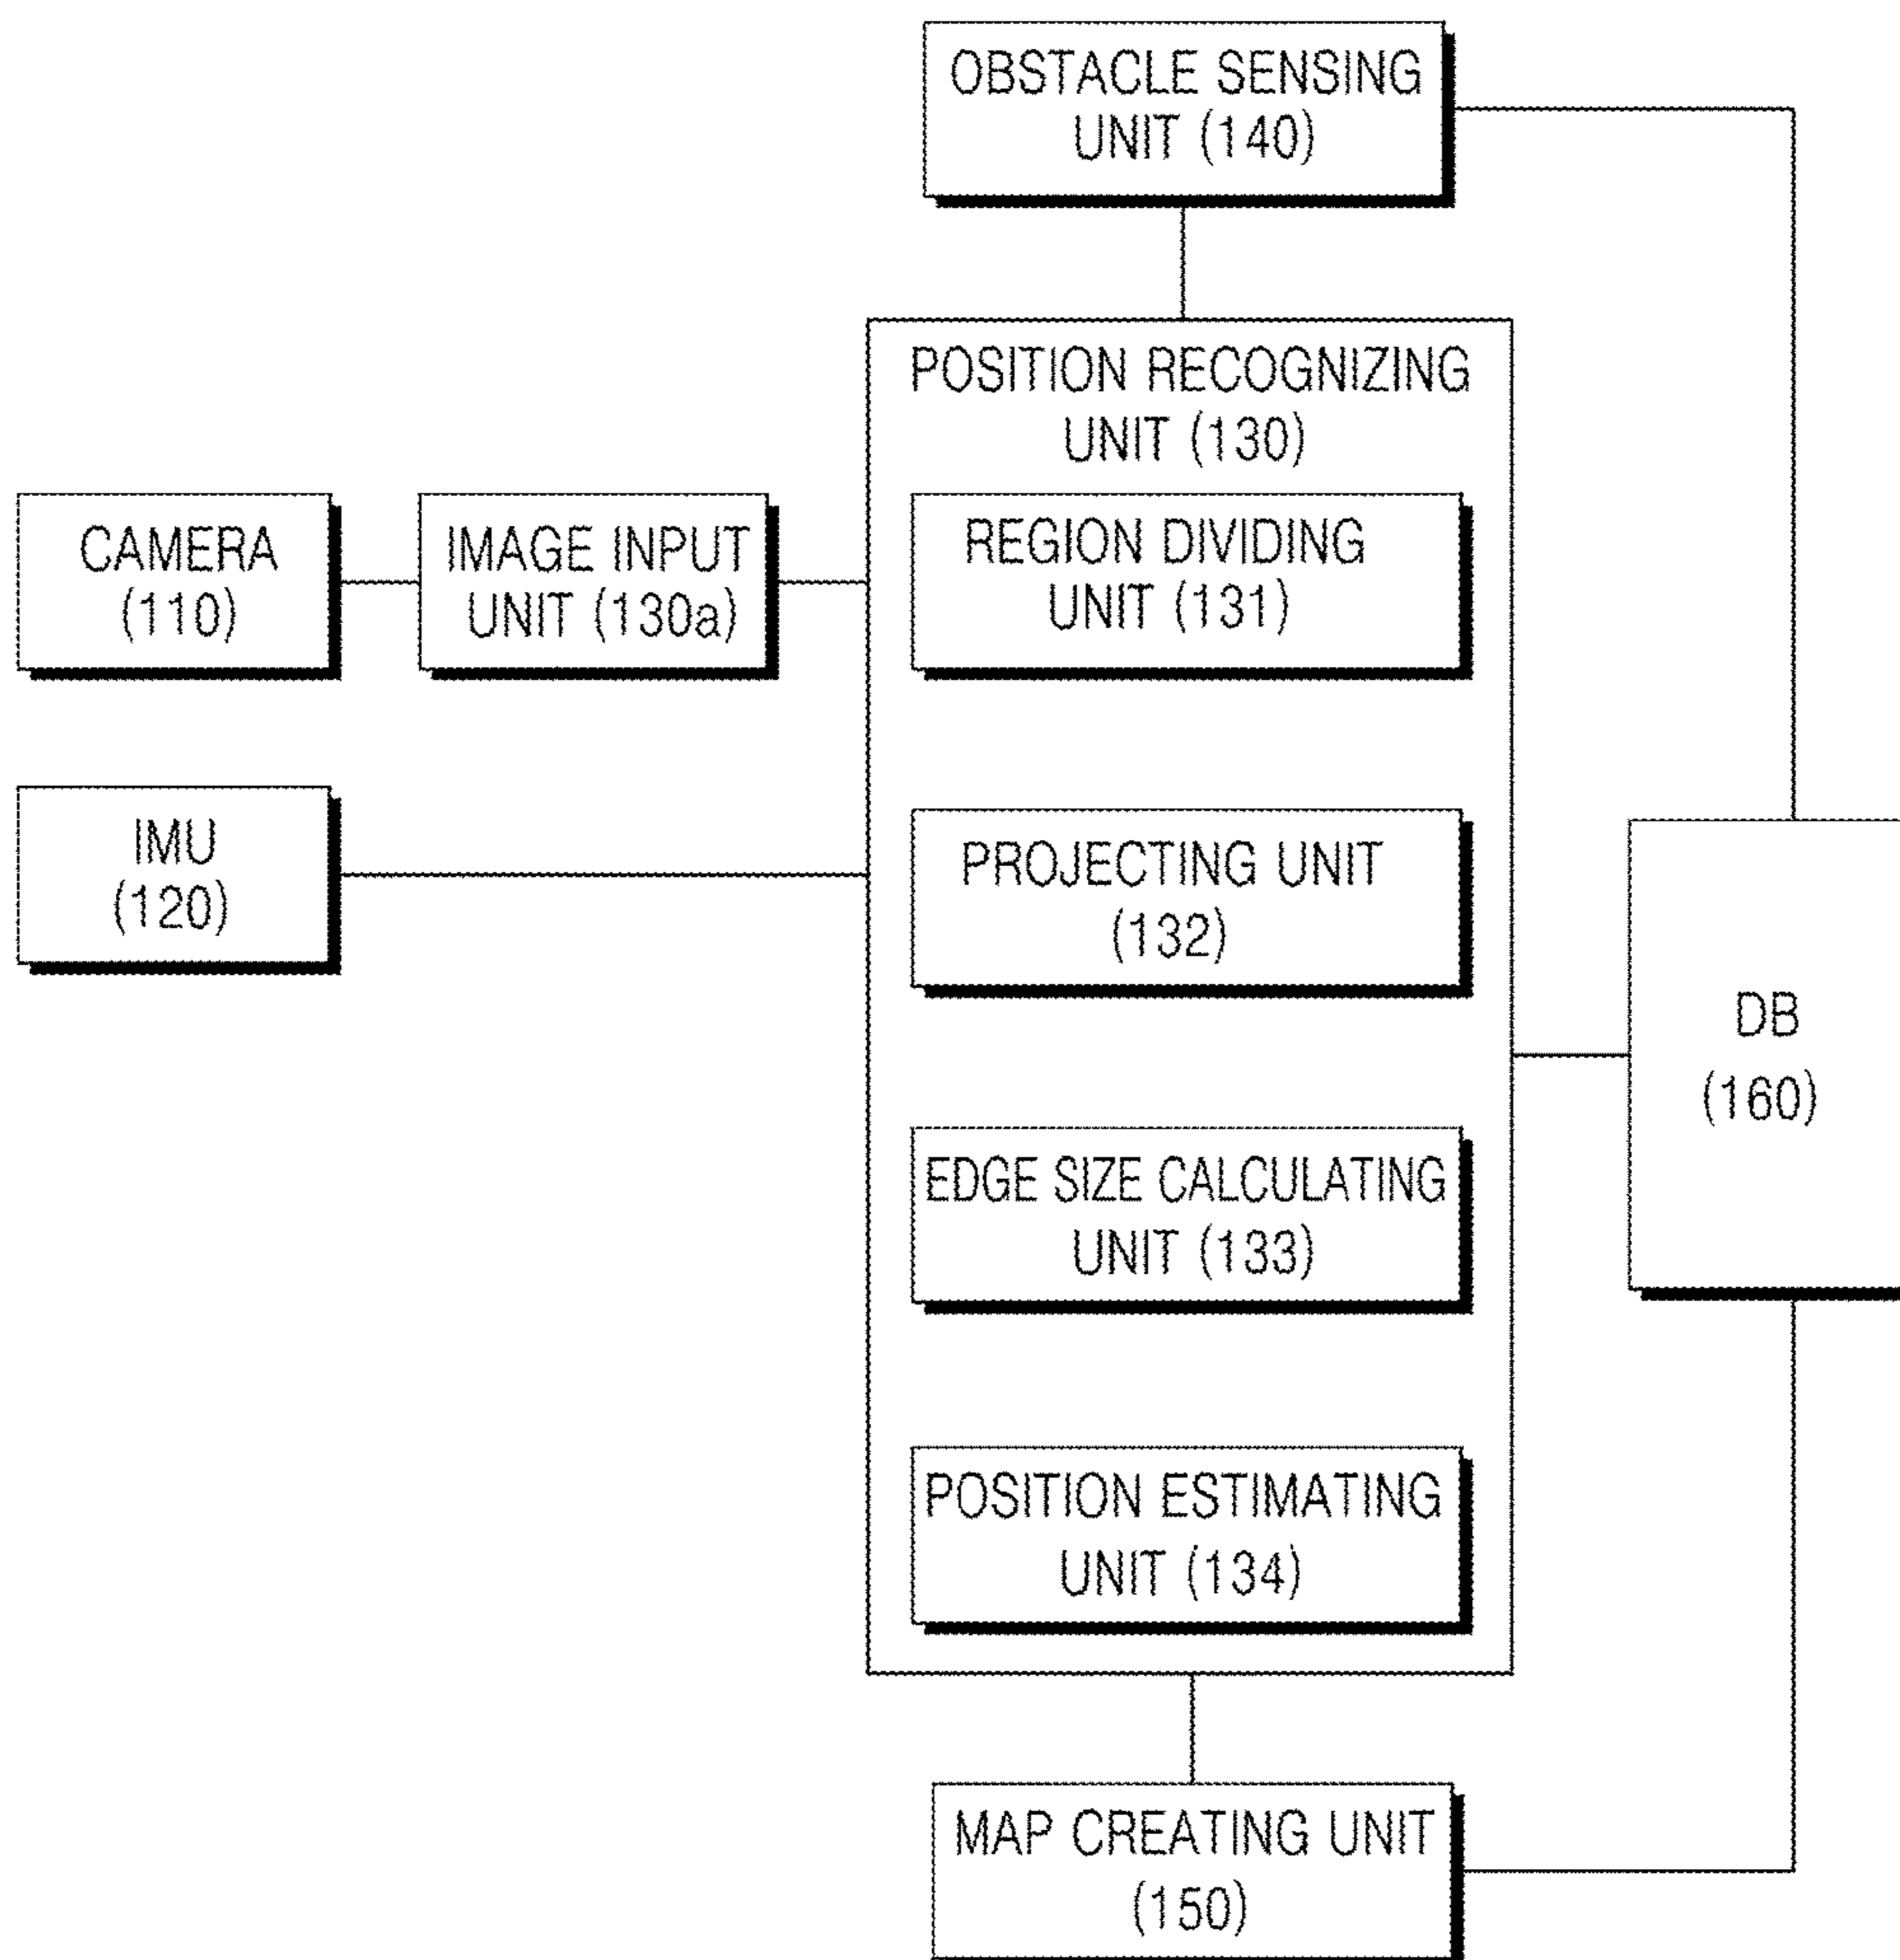 OBSTACLE SENSING
UNIT (140)
POSITION RECOGNIZING
UNIT (130)
CAMERA
(110)
IMAGE INPUT
UNIT (130a)
REGION DIVIDING
UNIT (131)
IMU
(120)
PROJECTING UNIT
(132)
DB
(160)
EDGE SIZE CALCULATING
UNIT (133)
POSITION ESTIMATING
UNIT (134)
MAP CREATING UNIT
(150)